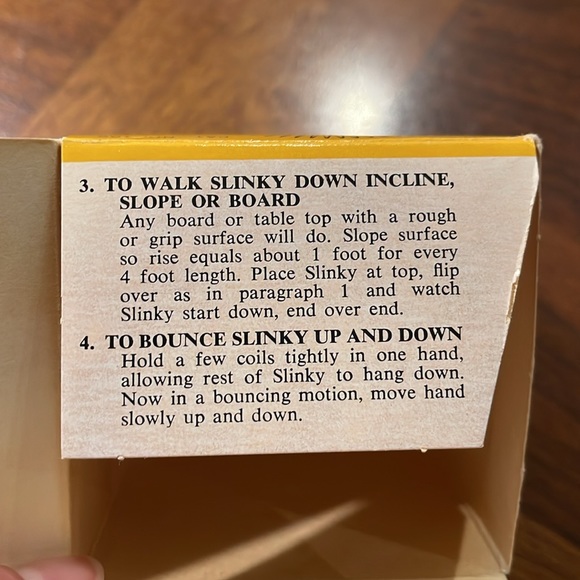 3. TO WALK SLINKY DOWN INCLINE,
SLOPE OR BOARD
Any board or table top with a rough
or grip surface will do. Slope surface
so rise equals about 1 foot for every
4 foot length. Place Slinky at top, flip
over as in paragraph 1 and watch
Slinky start down, end over end.
4. TO BOUNCE SLINKY UP AND DOWN
Hold a few coils tightly in one hand,
allowing rest of Slinky to hang down.
Now in a bouncing motion, move hand
slowly up and down.